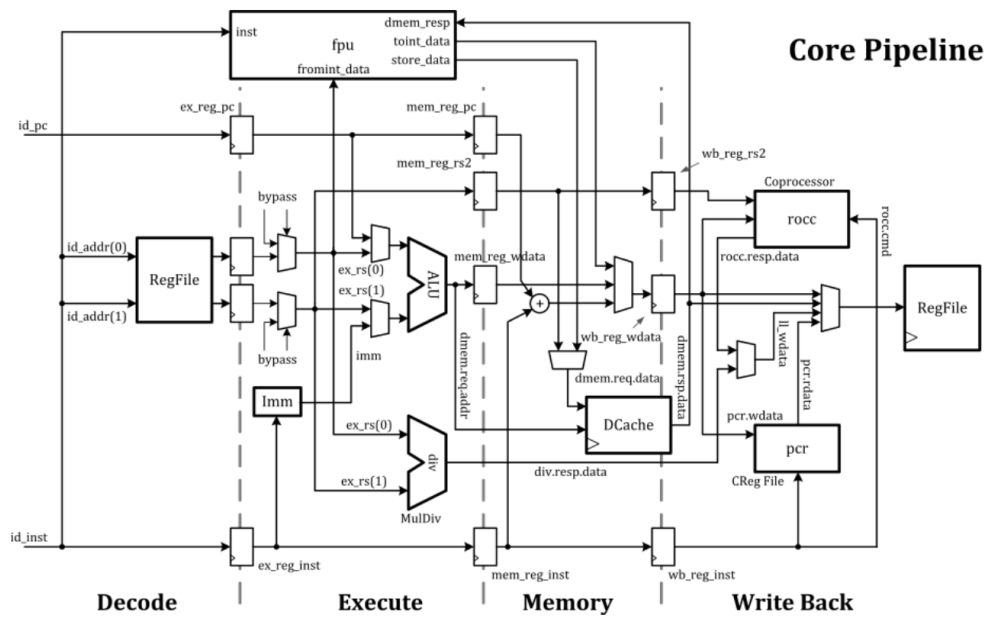 Core Pipeline
inst
fpu
fromint_data
dmem_resp
toint_data
store_data
id_pc
ex_reg_pc
mem_reg_pc
mem_reg_rs2
wb_reg_rs2
Coprocessor
rocc
rocc.cmd
rocc.resp.data
bypass
id_addr(0)
RegFile
id_addr(1)
bypass
ex_rs(0)
ex_rs(1)
imm
ALU
mem_reg_wdata
+
wb_reg_wdata
RegFile
dmem.req.addr
dmem.req.data
dmem.rsp.data
ll_wdata
pcr.rdata
Imm
DCache
pcr.wdata
pcr
CReg File
ex_rs(0)
ex_rs(1)
div
MulDiv
div.resp.data
id_inst
ex_reg_inst
mem_reg_inst
wb_reg_inst
Decode
Execute
Memory
Write Back